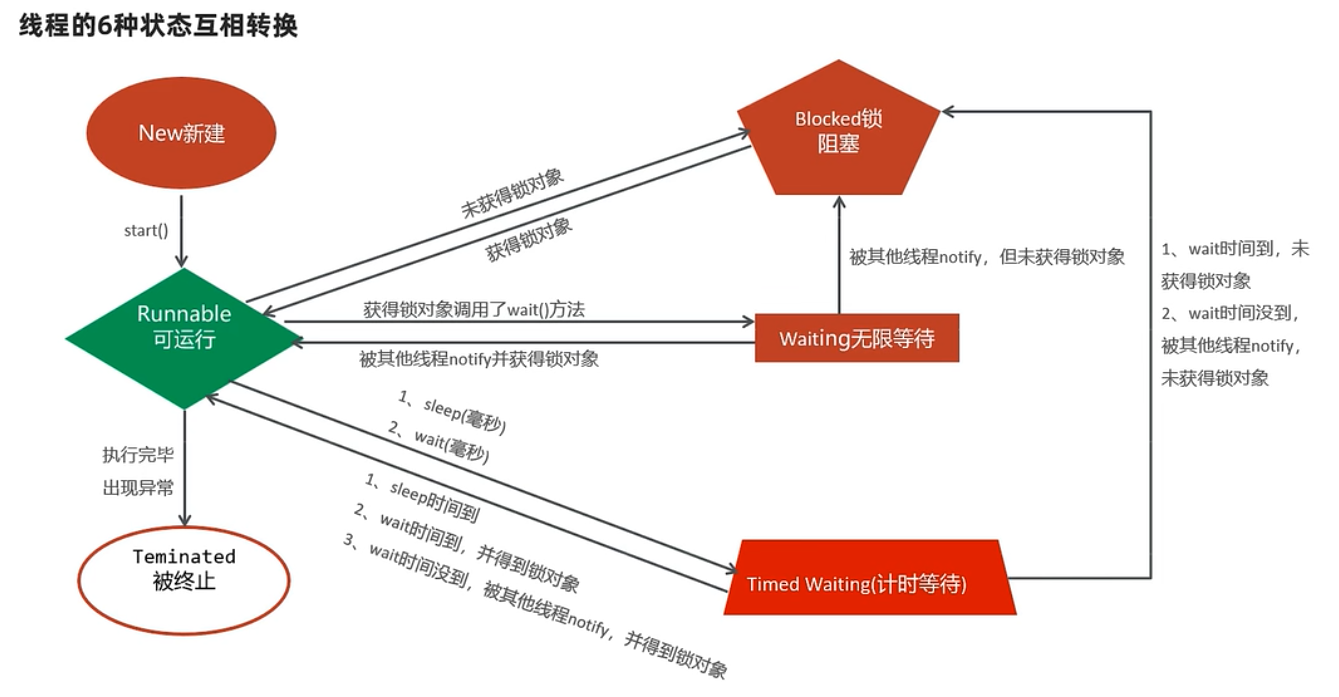 线程的6种状态互相转换
New新建
start()
Runnable
可运行
执行完毕
出现异常
Teminated
被终止
未获得锁对象
获得锁对象
获得锁对象调用了wait()方法
被其他线程notify并获得锁对象
1、sleep(毫秒)
2、wait(毫秒)
1、sleep时间到
2、wait时间到，并得到锁对象
3、wait时间没到，被其他线程notify，并得到锁对象
Blocked锁
阻塞
被其他线程notify，但未获得锁对象
Waiting无限等待
Timed Waiting(计时等待)
1、wait时间到，未
获得锁对象
2、wait时间没到，
被其他线程notify，
未获得锁对象